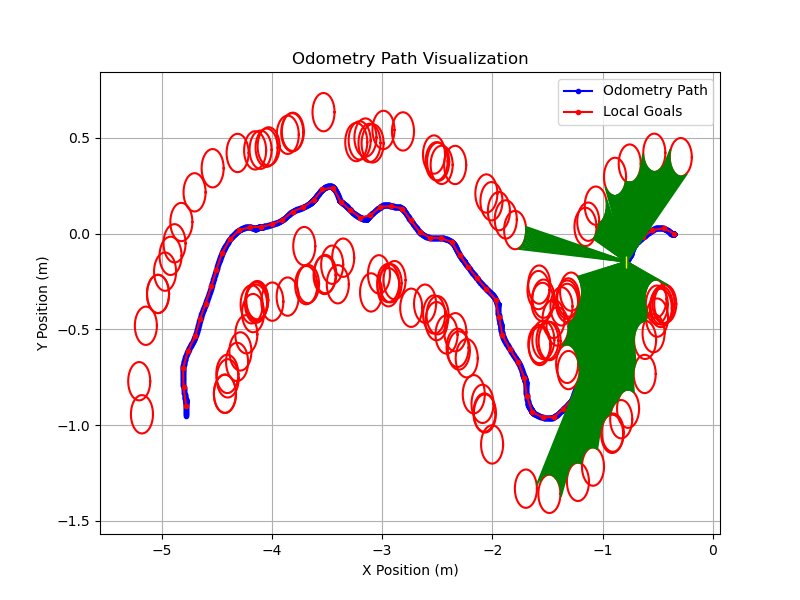 Odometry Path Visualization
Odometry Path
Local Goals
Y Position (m)
0.5
0.0
−0.5
−1.0
−1.5
−5
−4
−3
−2
−1
0
X Position (m)